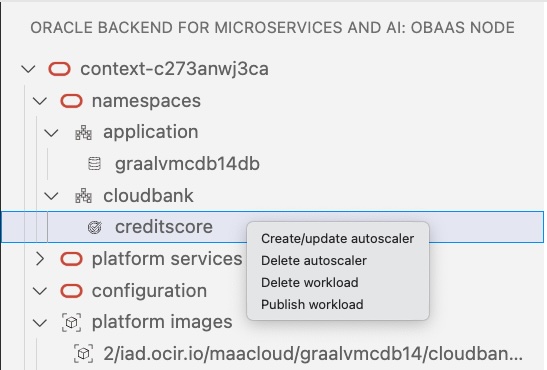 ORACLE BACKEND FOR MICROSERVICES AND AI: OBAAS NODE
context-c273anwj3ca
namespaces
application
graalvmcdb14db
cloudbank
creditscore
Create/update autoscaler
Delete autoscaler
Delete workload
Publish workload
platform services
configuration
platform images
2/iad.ocir.io/maacloud/graalvmcdb14/cloudban...